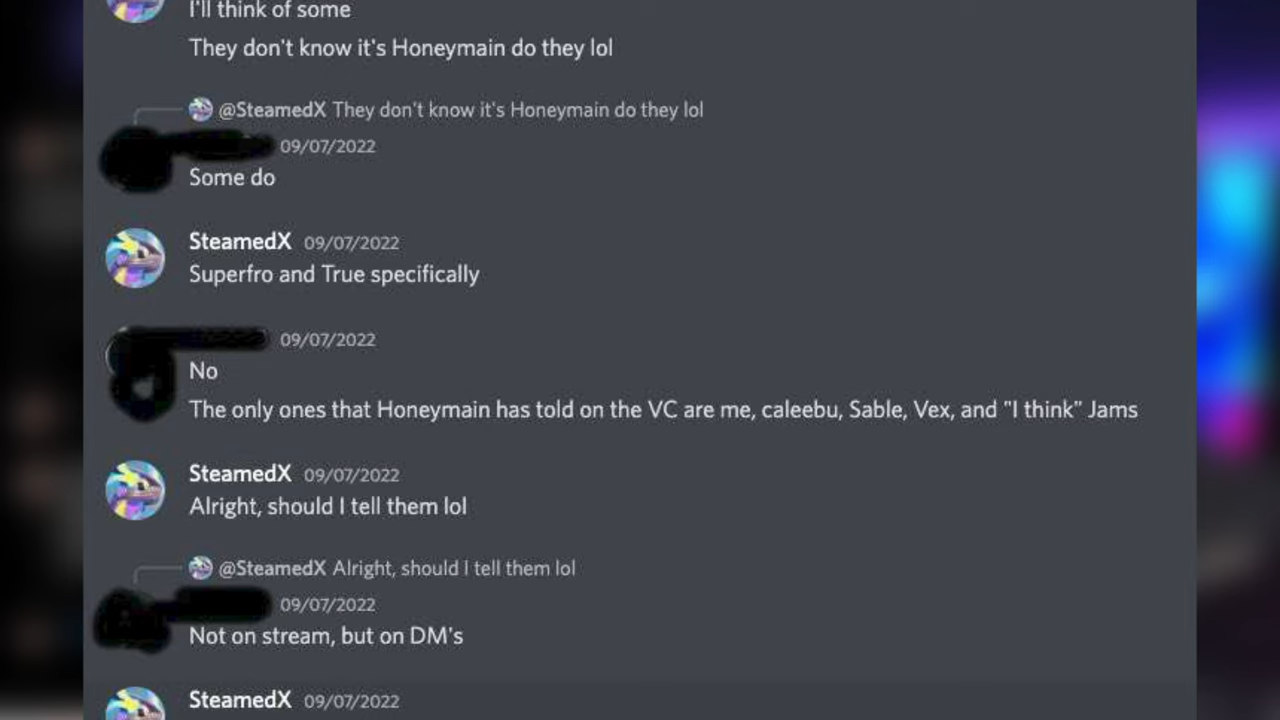 I'll think of some
They don't know it's Honeymain do they lol
@SteamedX They don't know it's Honeymain do they lol
09/07/2022
Some do
SteamedX 09/07/2022
Superfro and True specifically
09/07/2022
No
The only ones that Honeymain has told on the VC are me, caleebu, Sable, Vex, and "I think" Jams
SteamedX 09/07/2022
Alright, should I tell them lol
@SteamedX Alright, should I tell them lol
09/07/2022
Not on stream, but on DM's
SteamedX 09/07/2022